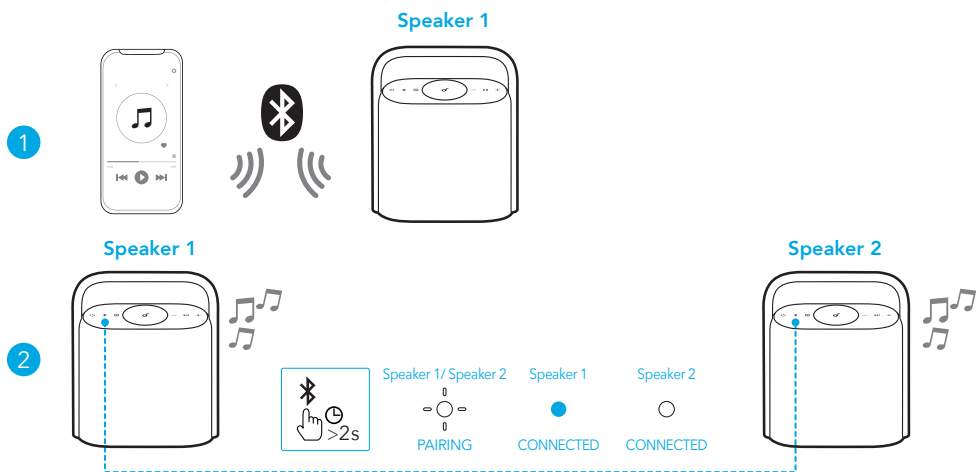 Speaker 1
1
Speaker 1
Speaker 2
2
>2s
Speaker 1/ Speaker 2
Speaker 1
Speaker 2
PAIRING
CONNECTED
CONNECTED